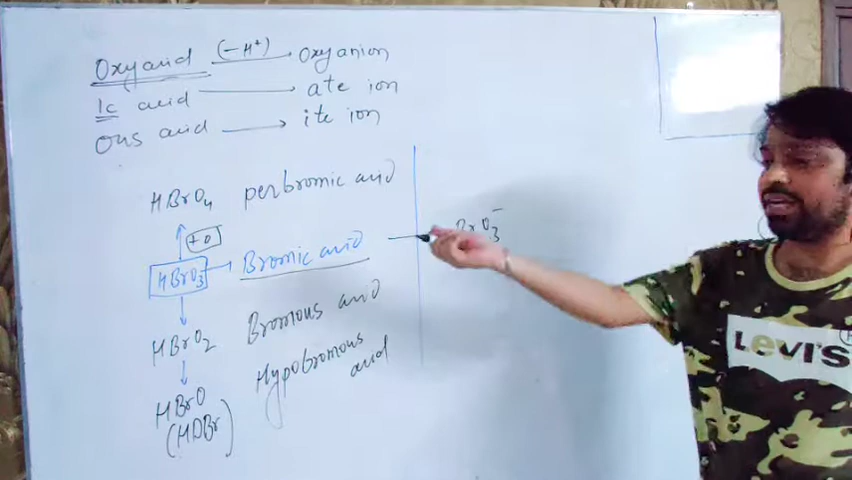 Oxyacid (-H⁺) Oxyanion
Ic acid → ate ion
Ous acid → ite ion
HBrO₄ perbromic acid
+O
HBrO₃ → Bromic acid — BrO₃⁻
HBrO₂ Bromous acid
HBrO Hypobromous acid
(HOBr)
LEVI'S